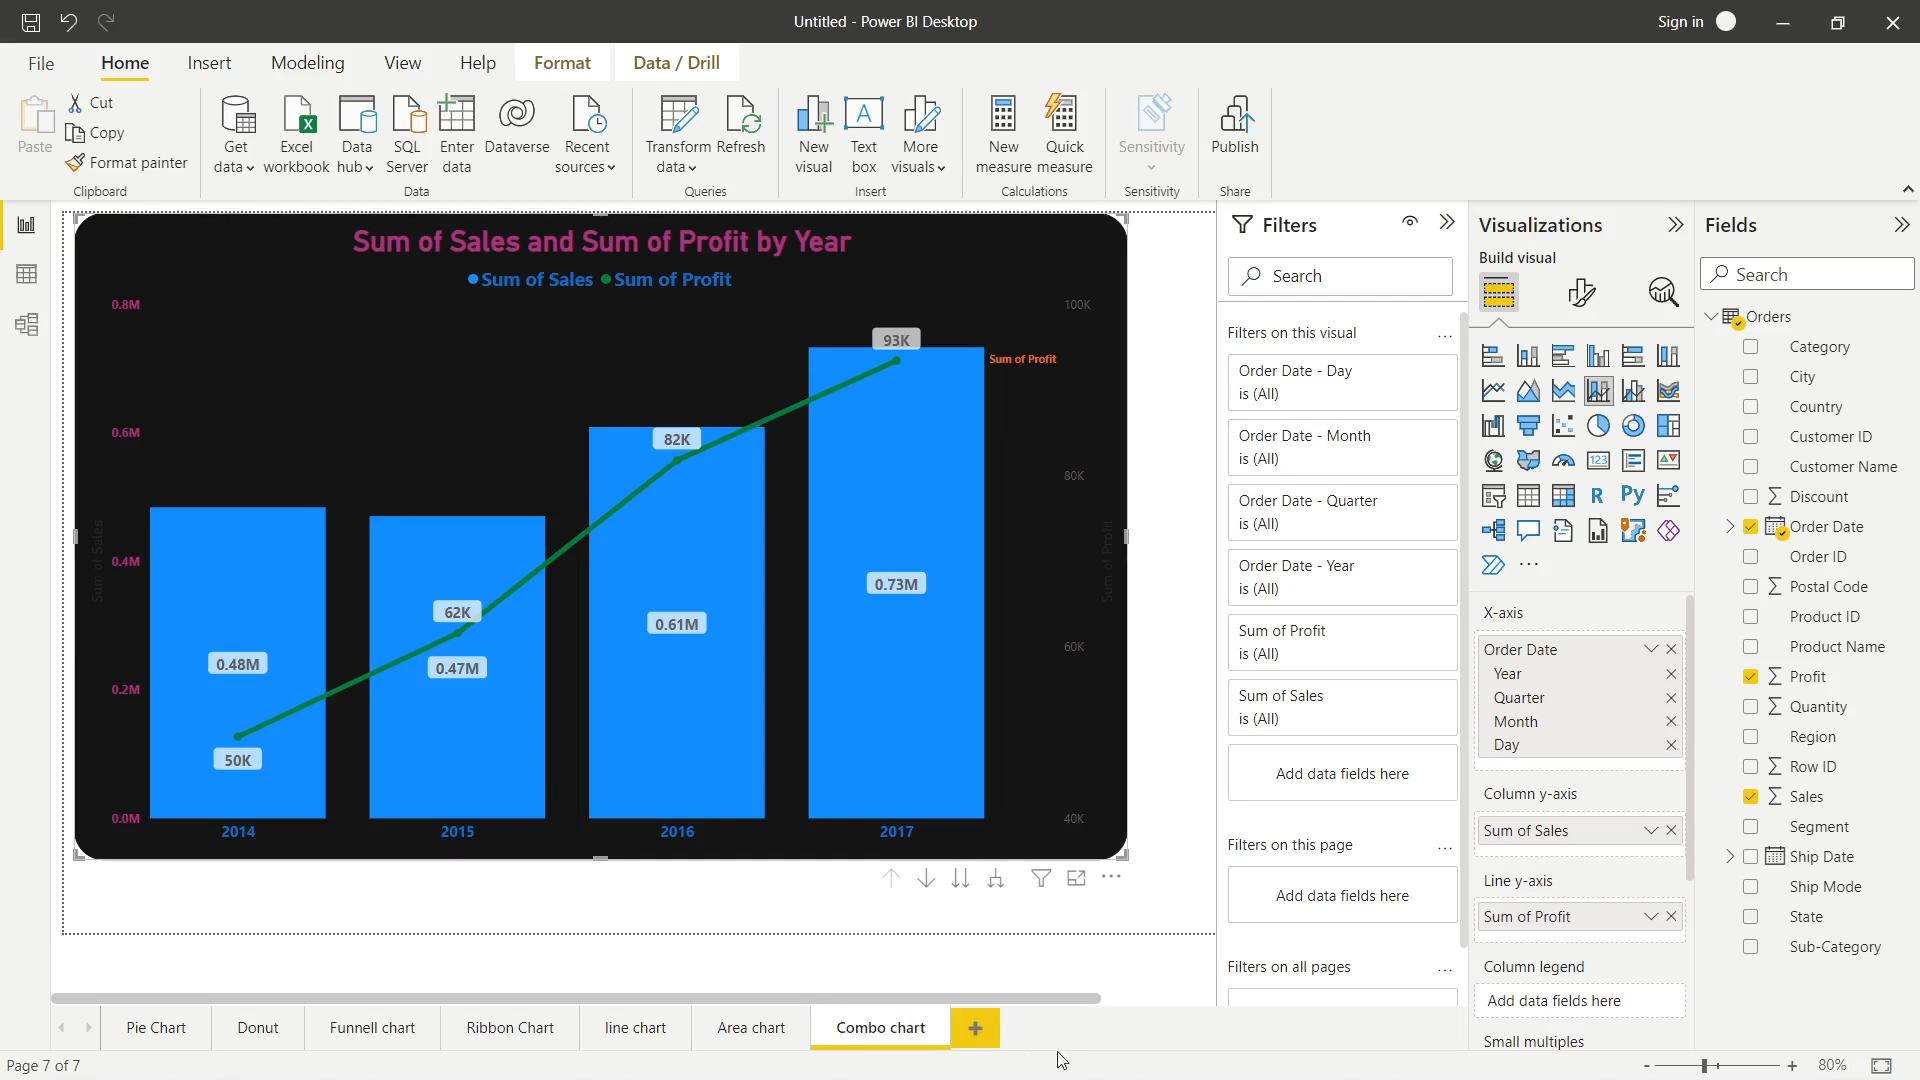 Untitled - Power BI Desktop
Sign in
File Home Insert Modeling View Help Format Data / Drill
Paste
Cut
Copy
Format painter
Clipboard
Get data
Excel workbook
Data hub
SQL Server
Enter data
Dataverse
Recent sources
Data
Transform data
Refresh
Queries
New visual
A
Text box
More visuals
Insert
New measure
Quick measure
Calculations
Sensitivity
Sensitivity
Publish
Share
Sum of Sales and Sum of Profit by Year
Sum of Sales Sum of Profit
0.8M
0.6M
0.4M
0.2M
0.0M
Sum of Sales
100K
80K
60K
40K
Sum of Profit
93K
Sum of Profit
82K
62K
50K
0.48M
0.47M
0.61M
0.73M
2014 2015 2016 2017
Filters
Search
Filters on this visual ...
Order Date - Day
is (All)
Order Date - Month
is (All)
Order Date - Quarter
is (All)
Order Date - Year
is (All)
Sum of Profit
is (All)
Sum of Sales
is (All)
Add data fields here
Filters on this page ...
Add data fields here
Filters on all pages ...
Visualizations
Build visual
123
R
Py
...
X-axis
Order Date
Year
Quarter
Month
Day
Column y-axis
Sum of Sales
Line y-axis
Sum of Profit
Column legend
Add data fields here
Small multiples
Fields
Search
Orders
Category
City
Country
Customer ID
Customer Name
Discount
Order Date
Order ID
Postal Code
Product ID
Product Name
Profit
Quantity
Region
Row ID
Sales
Segment
Ship Date
Ship Mode
State
Sub-Category
Pie Chart Donut Funnell chart Ribbon Chart line chart Area chart Combo chart +
Page 7 of 7
- + 80%